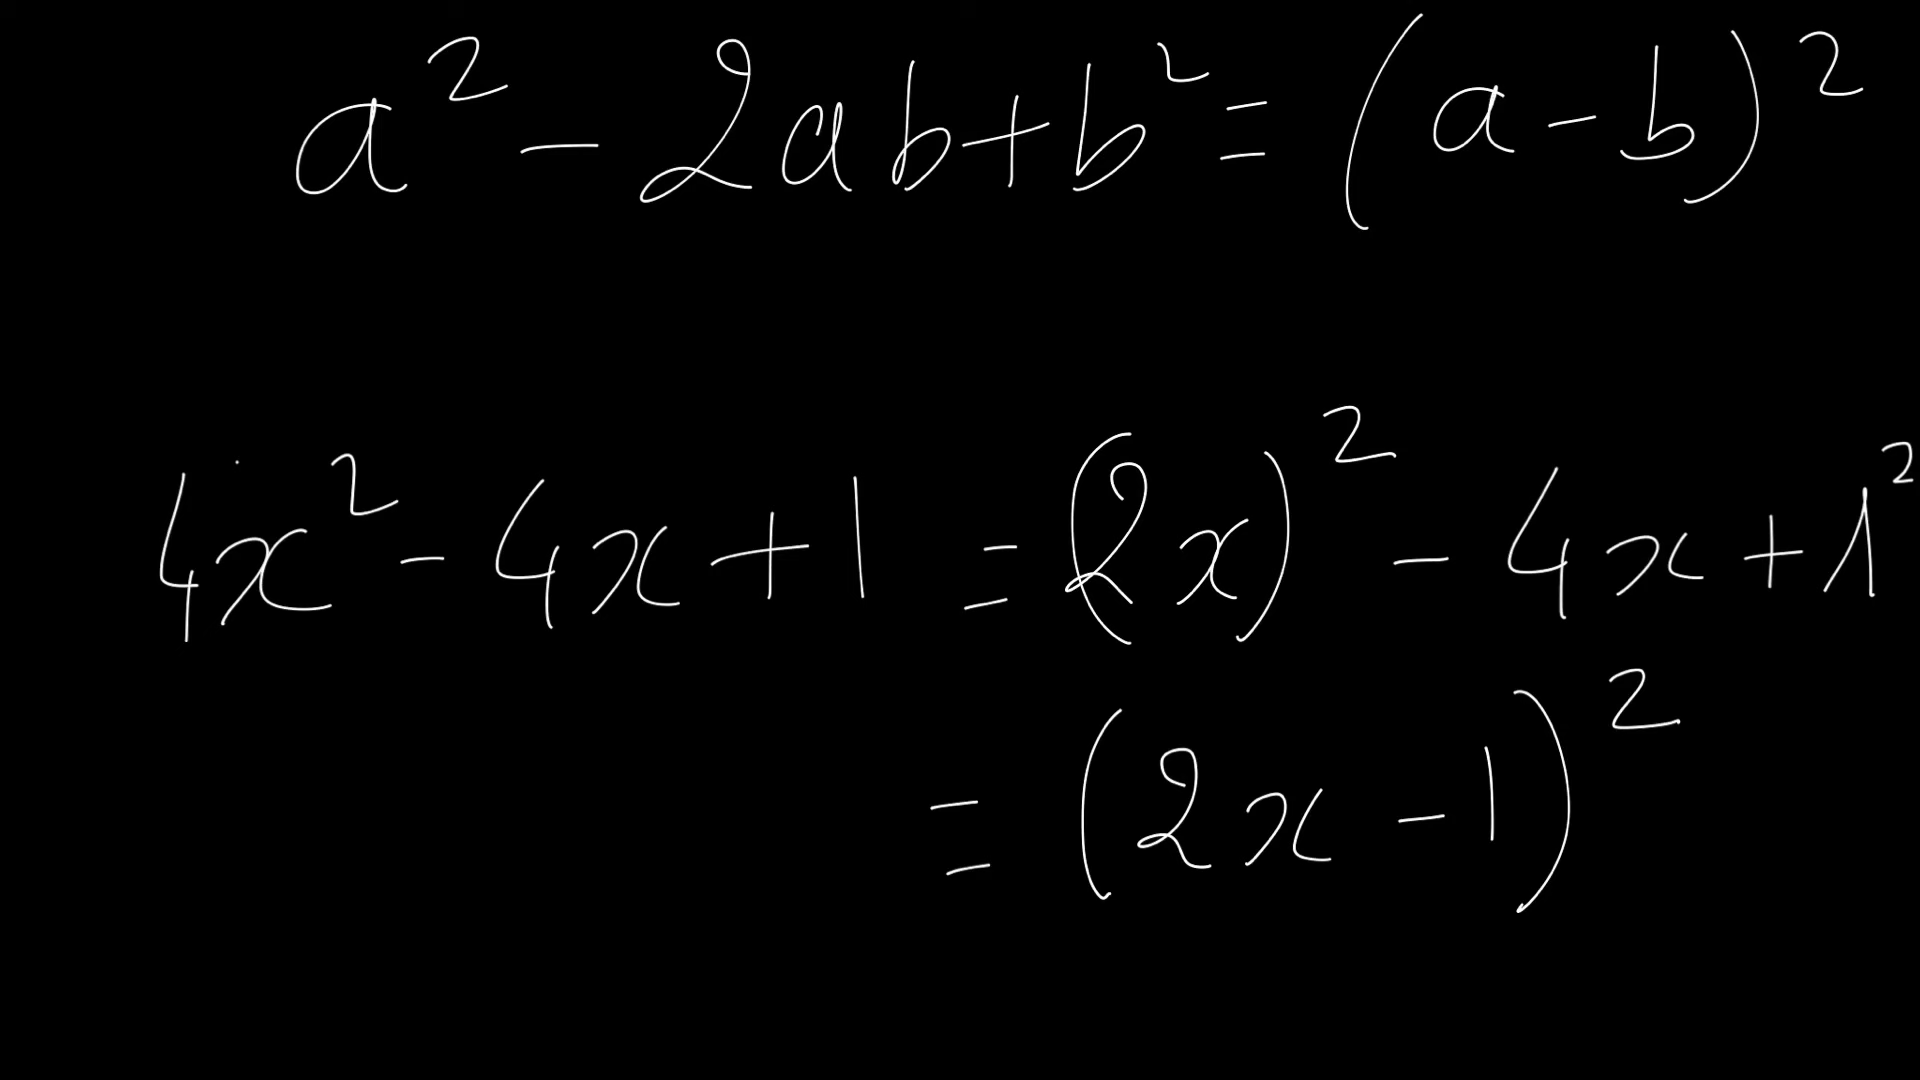 a² - 2ab + b² = (a - b)²
4x² - 4x + 1 = (2x)² - 4x + 1²
= (2x - 1)²